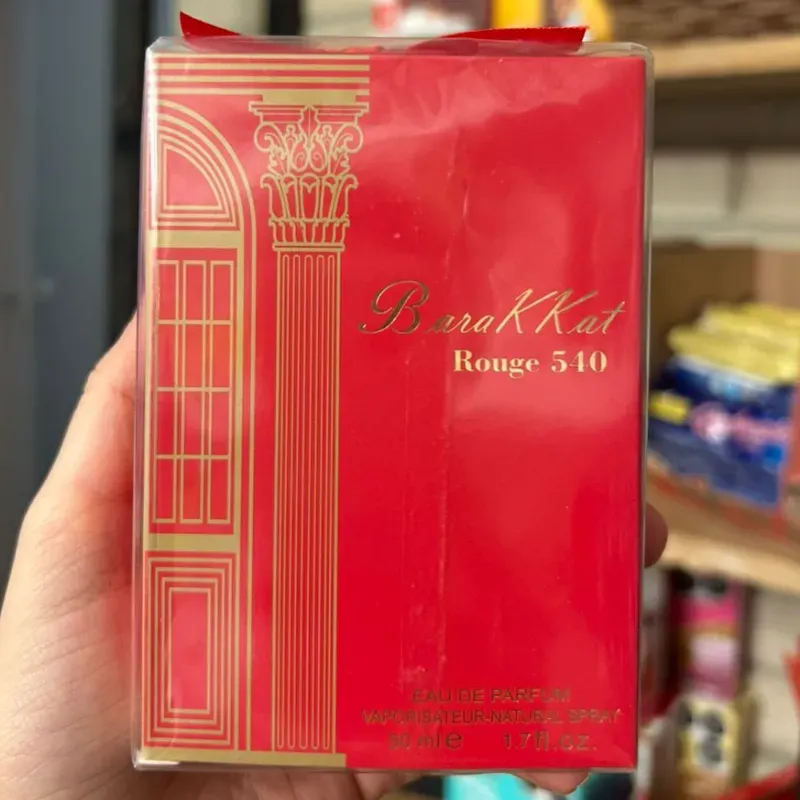 BaraKKat
Rouge 540
EAU DE PARFUM
VAPORISATEUR-NATURAL SPRAY
50 ml e 1.7 fl.oz.